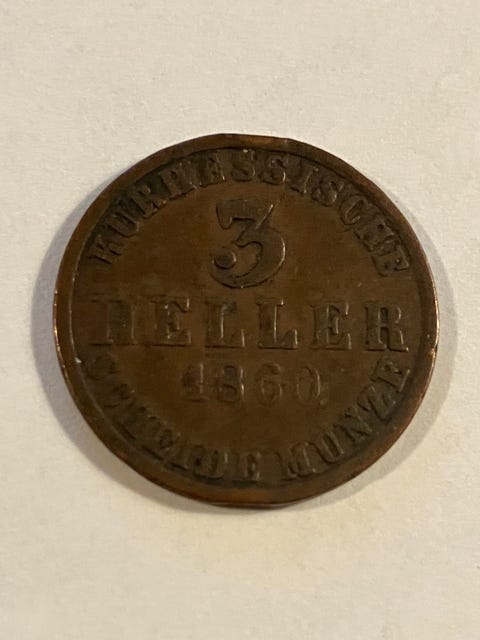 KURHESSISCHE
3
HELLER
1860
SCHEIDE MUNZE